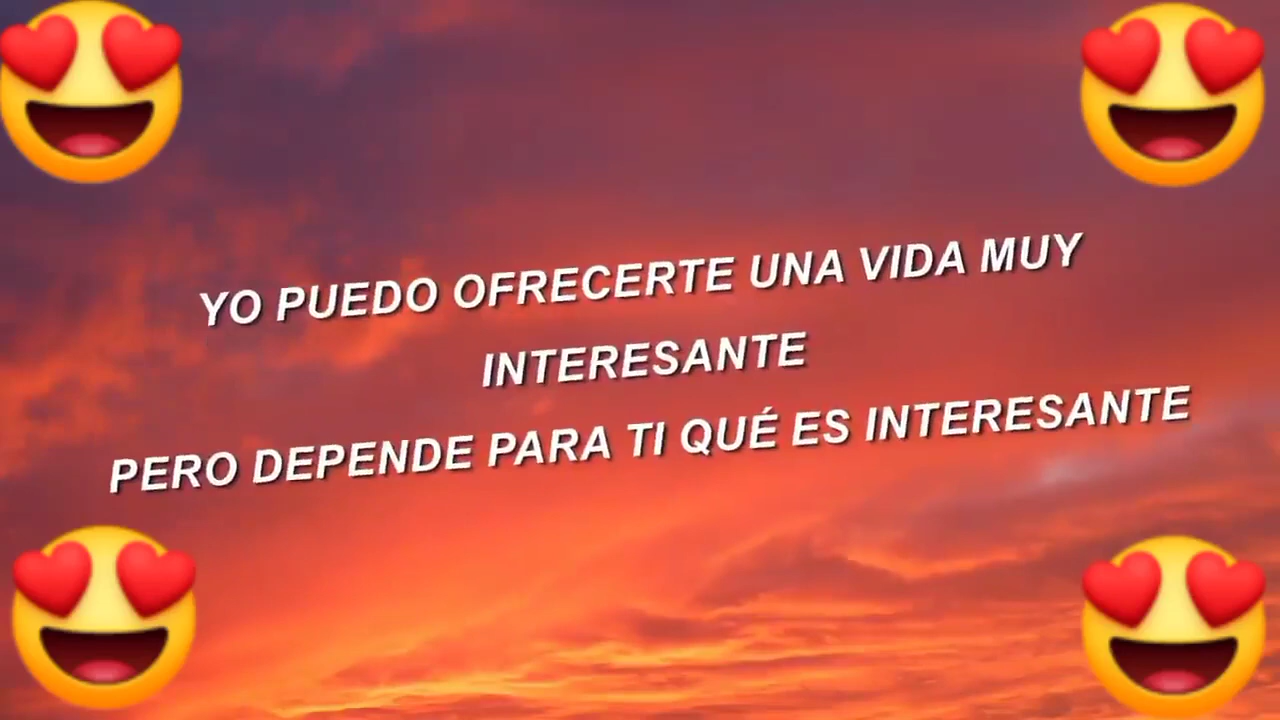 YO PUEDO OFRECERTE UNA VIDA MUY
INTERESANTE
PERO DEPENDE PARA TI QUÉ ES INTERESANTE